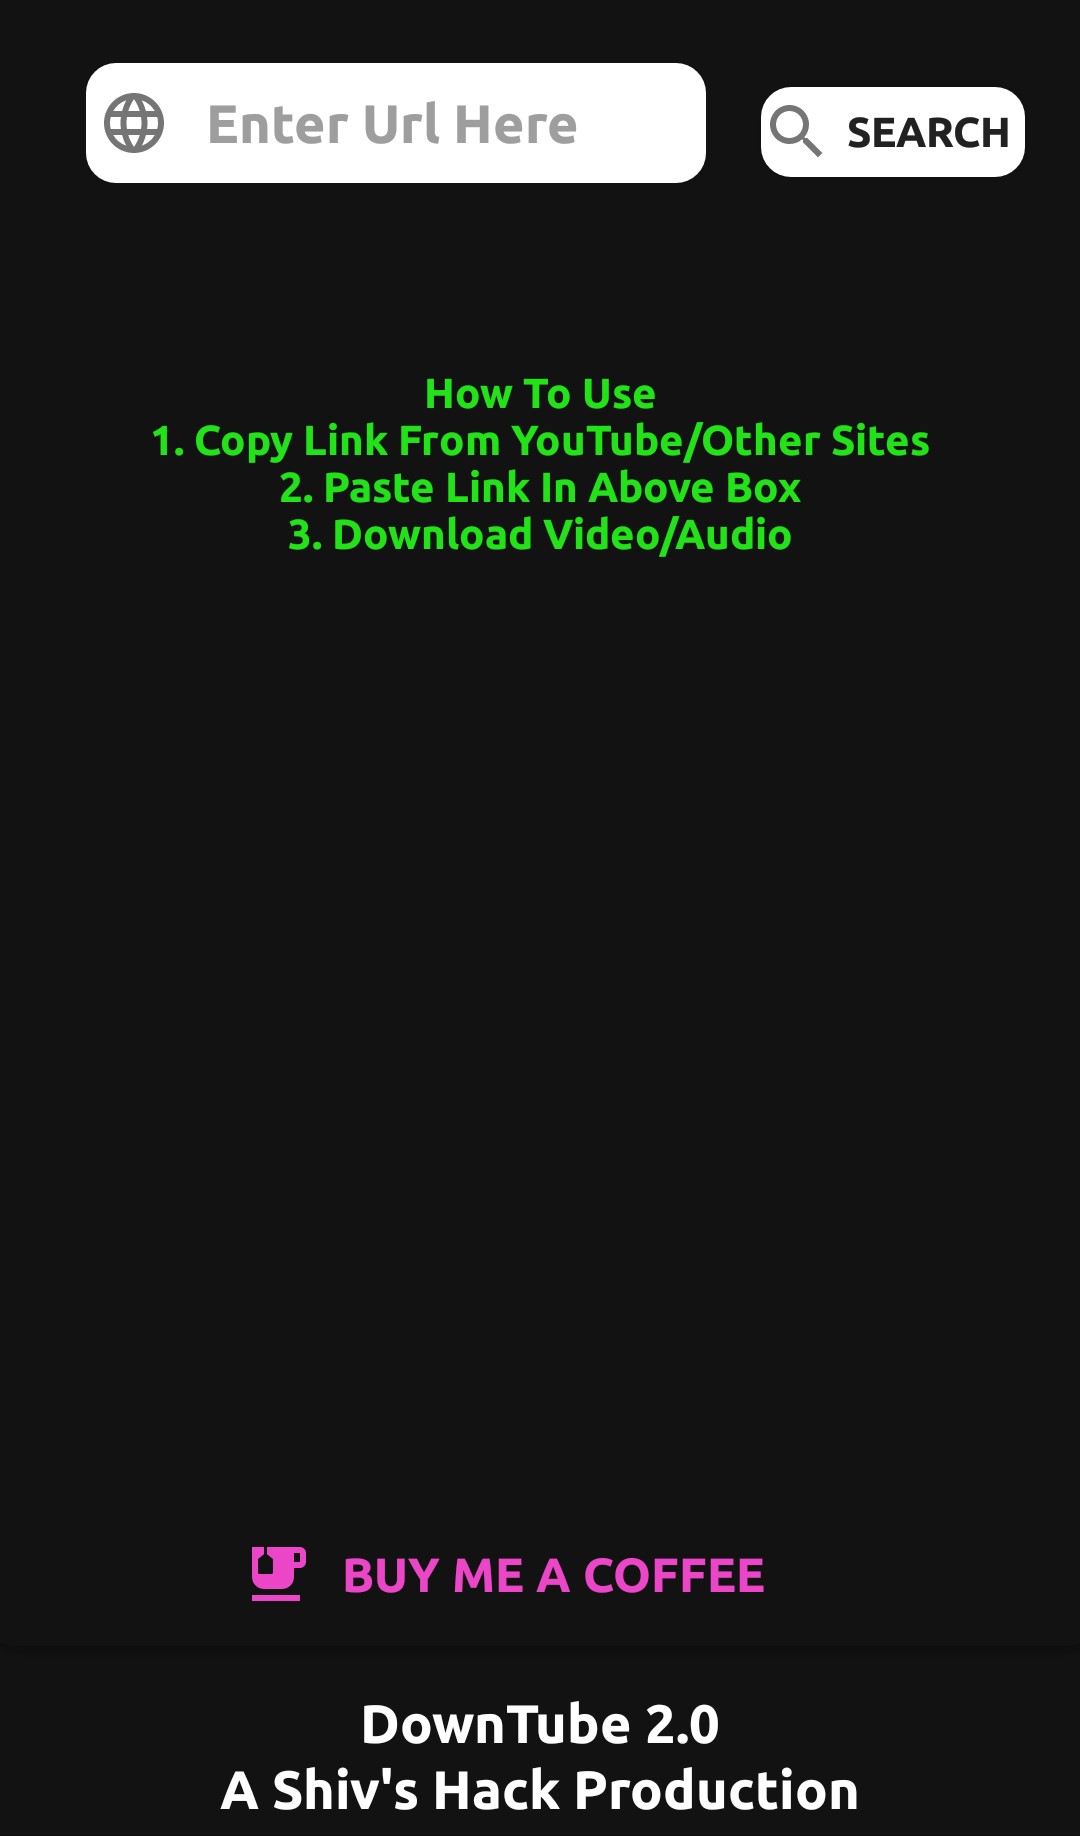 Enter Url Here
SEARCH
How To Use
1. Copy Link From YouTube/Other Sites
2. Paste Link In Above Box
3. Download Video/Audio
BUY ME A COFFEE
DownTube 2.0
A Shiv's Hack Production